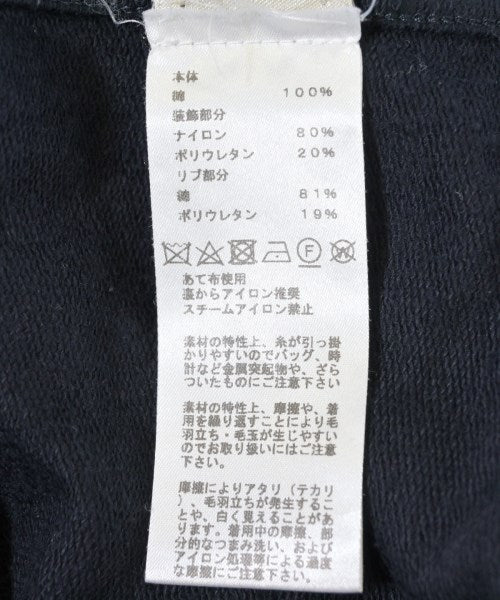 本体
綿 100%
装飾部分
ナイロン 80%
ポリウレタン 20%
リブ部分
綿 81%
ポリウレタン 19%
F W
あて布使用
裏からアイロン推奨
スチームアイロン禁止
素材の特性上、糸が引っ掛
かりやすいのでバッグ、時
計など金属突起物や、ざら
ついたものにご注意下さい
素材の特性上、摩擦や、着
用を繰り返すことにより毛
羽立ち・毛玉が生じやすい
のでお取り扱いにはご注意
下さい。
摩擦によりアタリ(テカリ
)、毛羽立ちが発生するこ
とや、白く見えることがあ
ります。着用中の摩擦、部
分的なつまみ洗い、および
アイロン処理等による過度
な摩擦にご注意下さい。